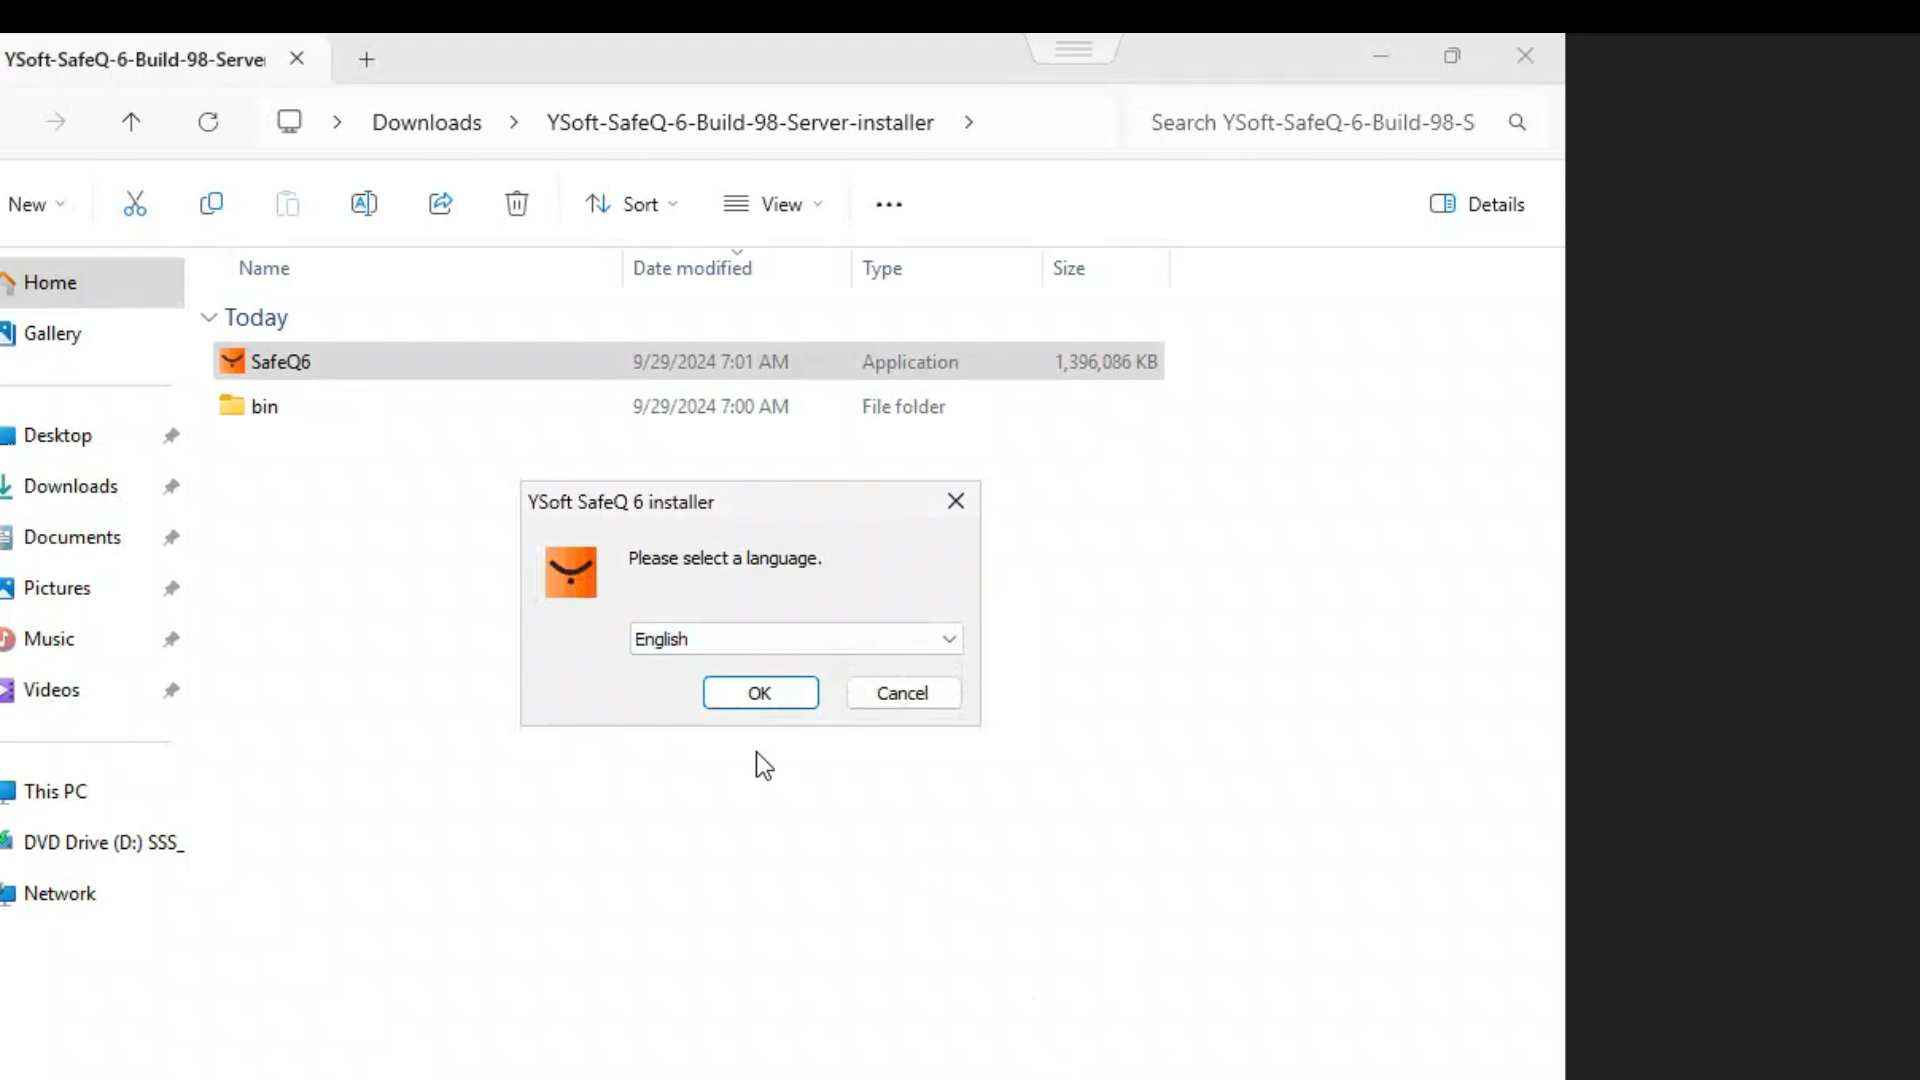 YSoft-SafeQ-6-Build-98-Server
Downloads > YSoft-SafeQ-6-Build-98-Server-installer >
Search YSoft-SafeQ-6-Build-98-S
New
Sort
View
Details
Name Date modified Type Size
Home
Gallery
Desktop
Downloads
Documents
Pictures
Music
Videos
This PC
DVD Drive (D:) SSS_
Network
Today
SafeQ6 9/29/2024 7:01 AM Application 1,396,086 KB
bin 9/29/2024 7:00 AM File folder
YSoft SafeQ 6 installer
Please select a language.
English
OK Cancel